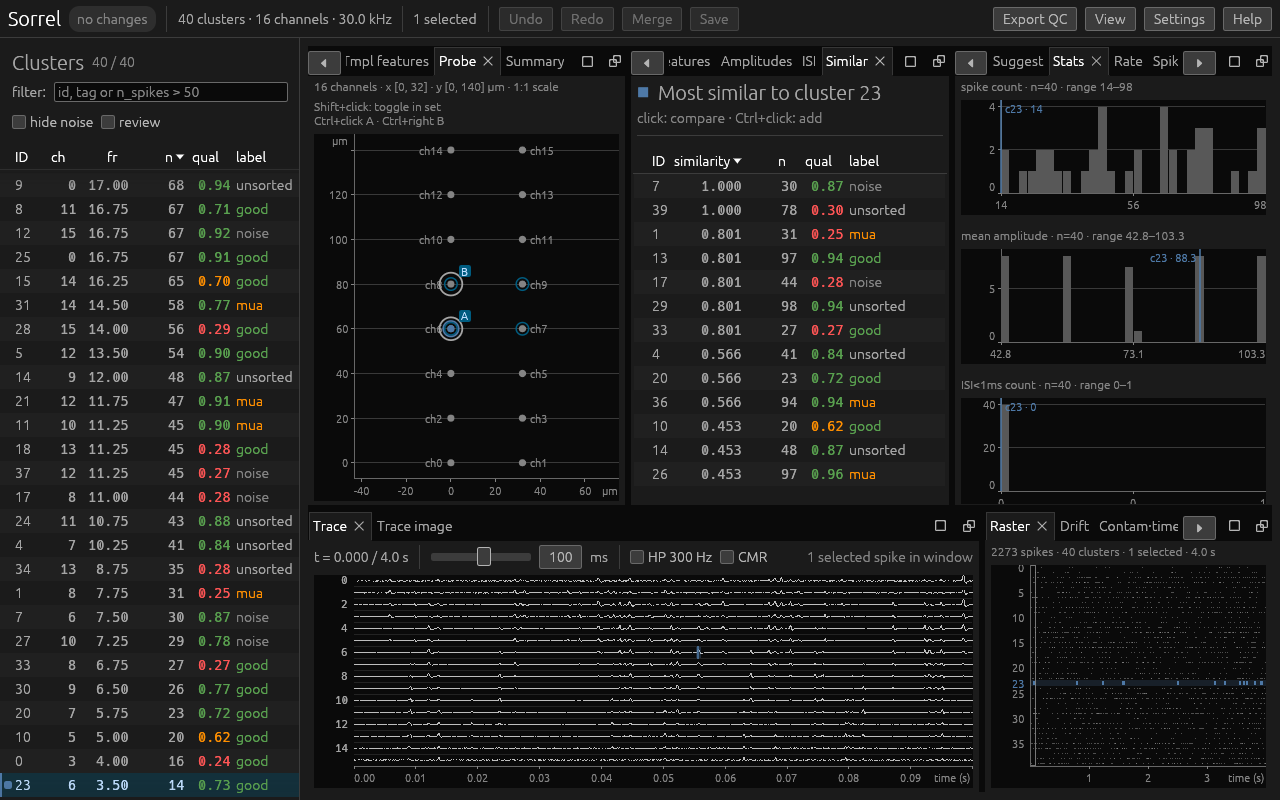 Sorrel no changes 40 clusters · 16 channels · 30.0 kHz 1 selected Undo Redo Merge Save Export QC View Settings Help
Clusters 40 / 40
filter: id, tag or n_spikes > 50
hide noise review
ID ch fr n qual label
9 0 17.00 68 0.94 unsorted
8 11 16.75 67 0.71 good
12 15 16.75 67 0.92 noise
25 0 16.75 67 0.91 good
15 14 16.25 65 0.70 good
31 14 14.50 58 0.77 mua
28 15 14.00 56 0.29 good
5 12 13.50 54 0.90 good
14 9 12.00 48 0.87 unsorted
21 12 11.75 47 0.91 mua
11 10 11.25 45 0.90 mua
18 13 11.25 45 0.28 good
37 12 11.25 45 0.27 noise
17 8 11.00 44 0.28 noise
24 11 10.75 43 0.88 unsorted
4 7 10.25 41 0.84 unsorted
34 13 8.75 35 0.28 unsorted
1 8 7.75 31 0.25 mua
7 6 7.50 30 0.87 noise
27 10 7.25 29 0.78 noise
33 8 6.75 27 0.27 good
30 9 6.50 26 0.77 good
20 7 5.75 23 0.72 good
10 5 5.00 20 0.62 good
0 3 4.00 16 0.24 good
23 6 3.50 14 0.73 good
mpl features Probe Summary
16 channels · x [0, 32] · y [0, 140] µm · 1:1 scale
Shift+click: toggle in set
Ctrl+click A · Ctrl+right B
µm
ch14 ch15
120 ch12 ch13
100 ch10 ch11
B
80 ch8 ch9
A
60 ch6 ch7
40 ch4 ch5
20 ch2 ch3
0 ch0 ch1
-40 -20 0 20 40 60 µm
atures Amplitudes ISI Similar
Most similar to cluster 23
click: compare · Ctrl+click: add
ID similarity n qual label
7 1.000 30 0.87 noise
39 1.000 78 0.30 unsorted
1 0.801 31 0.25 mua
13 0.801 97 0.94 good
17 0.801 44 0.28 noise
29 0.801 98 0.94 unsorted
33 0.801 27 0.27 good
4 0.566 41 0.84 unsorted
20 0.566 23 0.72 good
36 0.566 94 0.94 mua
10 0.453 20 0.62 good
14 0.453 48 0.87 unsorted
26 0.453 97 0.96 mua
Suggest Stats Rate Spik
spike count · n=40 · range 14–98
c23 · 14
4
2
0
14 56 98
mean amplitude · n=40 · range 42.8–103.3
c23 · 88.3
5
0
42.8 73.1 103.3
ISI<1ms count · n=40 · range 0–1
c23 · 0
40
20
0
0 0 1
Trace Trace image
t = 0.000 / 4.0 s 100 ms HP 300 Hz CMR 1 selected spike in window
0
2
4
6
8
10
12
14
0.00 0.01 0.02 0.03 0.04 0.05 0.06 0.07 0.08 0.09 time (s)
Raster Drift Contam-time
2273 spikes · 40 clusters · 1 selected · 4.0 s
0
5
10
15
20
23
25
30
35
1 2 3 time (s)